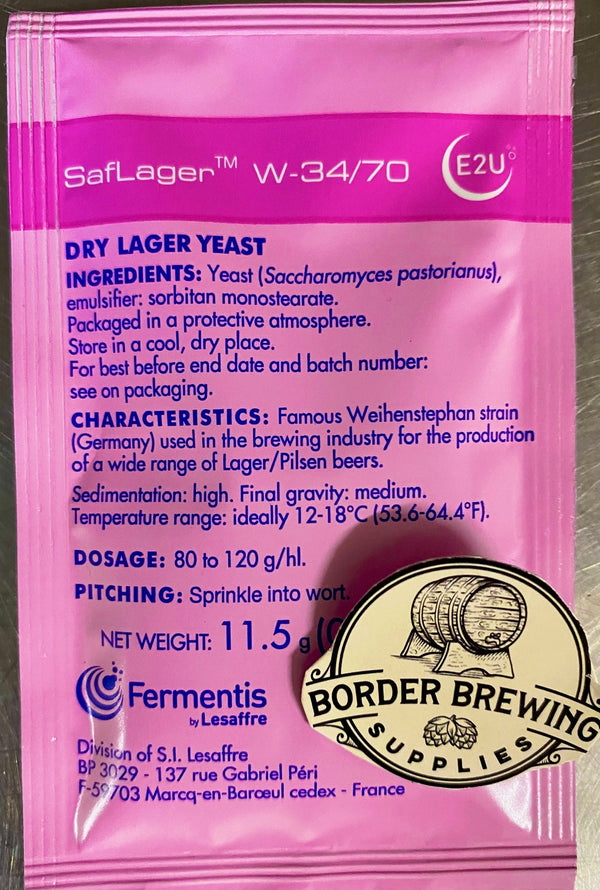 SafLager™ W-34/70
E2U
DRY LAGER YEAST
INGREDIENTS: Yeast (Saccharomyces pastorianus),
emulsifier: sorbitan monostearate.
Packaged in a protective atmosphere.
Store in a cool, dry place.
For best before end date and batch number:
see on packaging.
CHARACTERISTICS: Famous Weihenstephan strain
(Germany) used in the brewing industry for the production
of a wide range of Lager/Pilsen beers.
Sedimentation: high. Final gravity: medium.
Temperature range: ideally 12-18°C (53.6-64.4°F).
DOSAGE: 80 to 120 g/hl.
PITCHING: Sprinkle into wort.
NET WEIGHT: 11.5 g (0
Fermentis
by Lesaffre
Division of S.I. Lesaffre
BP 3029 - 137 rue Gabriel Péri
F-59703 Marcq-en-Barœul cedex - France
BORDER BREWING
SUPPLIES